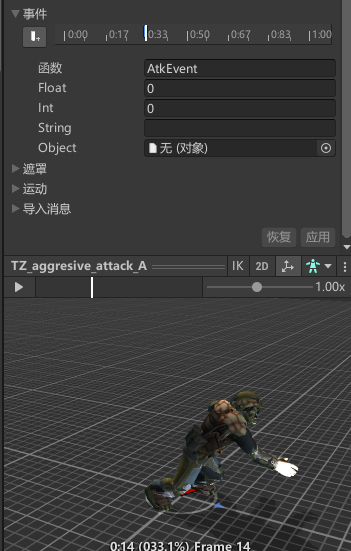 事件
0:00 0:17 0:33 0:50 0:67 0:83 1:00
函数 AtkEvent
Float 0
Int 0
String
Object 无 (对象)
遮罩
运动
导入消息
恢复 应用
TZ_aggresive_attack_A IK 2D
1.00x
0:14 (033.1%) Frame 14